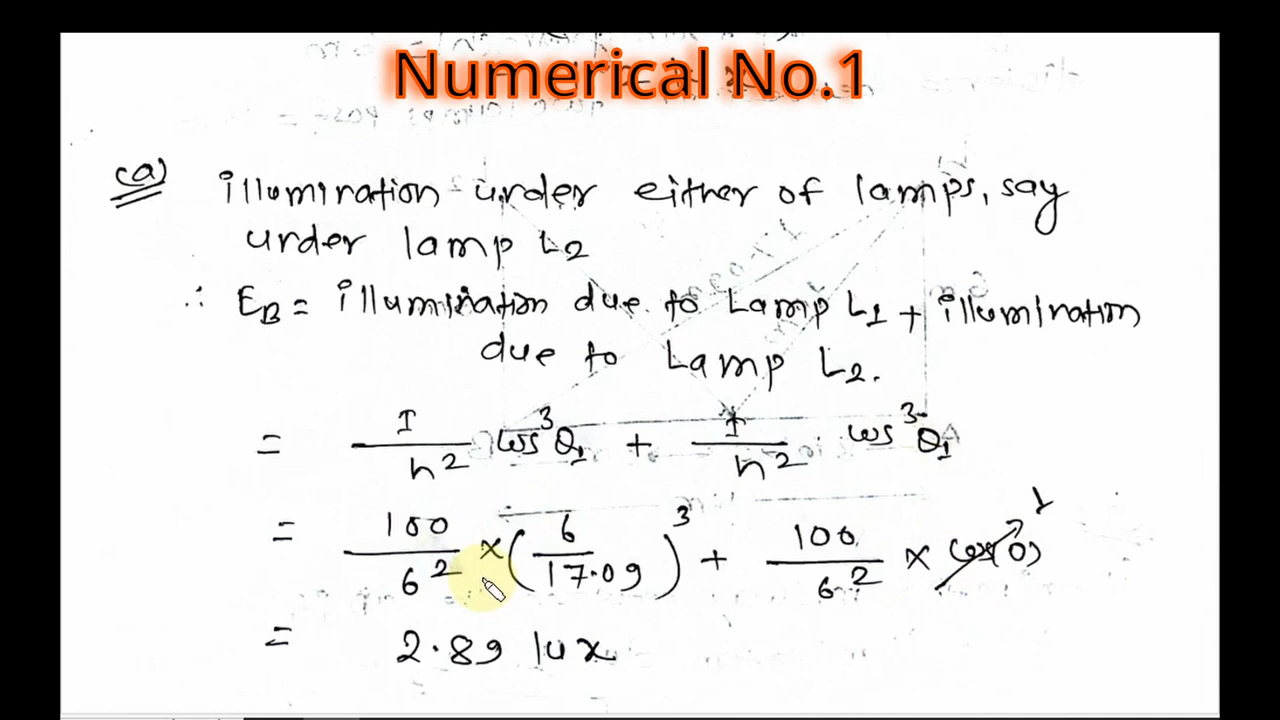 Numerical No.1
(a) illumination under either of lamps, say
under lamp L2
∴ EB = illumination due to Lamp L1 + illumination
due to Lamp L2.
= I/h² cos³θ1 + I/h² . cos³θ1
= 100/6² × (6/17.09)³ + 100/6² × cos(0) 1
= 2.89 lux